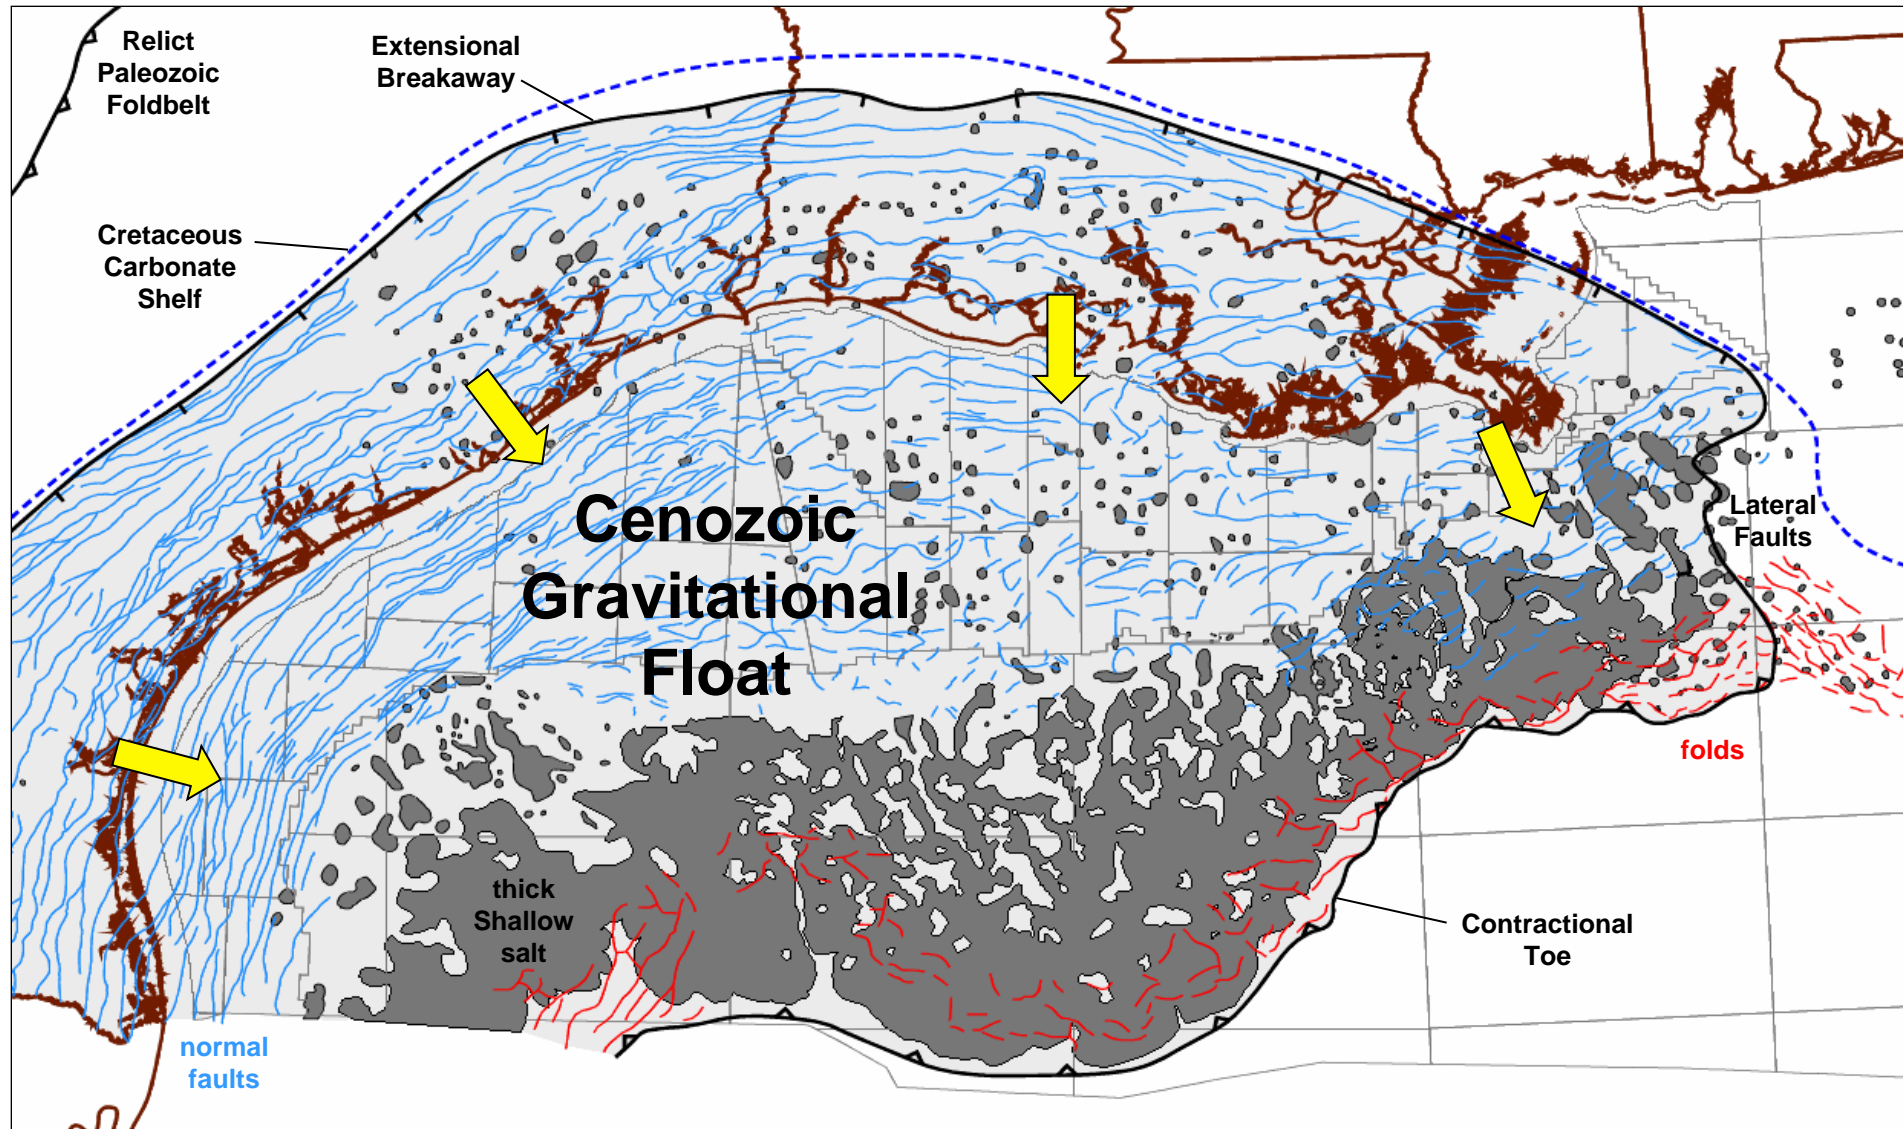 Relict
Paleozoic
Foldbelt
Extensional
Breakaway
Cretaceous
Carbonate
Shelf
Cenozoic
Gravitational
Float
Lateral
Faults
folds
thick
Shallow
salt
Contractional
Toe
normal
faults